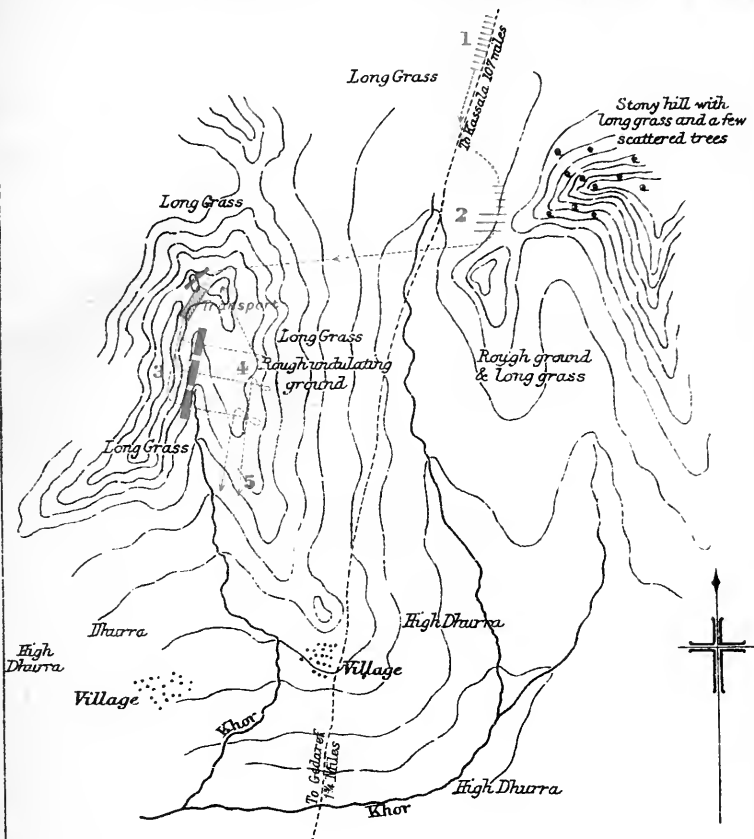 1
To Kassala 107 miles
Long Grass
Stony hill with
long grass and a few
scattered trees
Long Grass
2
Transport
Long Grass
Rough undulating
ground
3
4
Rough ground
& long grass
Long Grass
5
Dhurra
High Dhurra
High
Dhurra
Village
Village
Khor
To Gedaref
1¾ Miles
High Dhurra
Khor